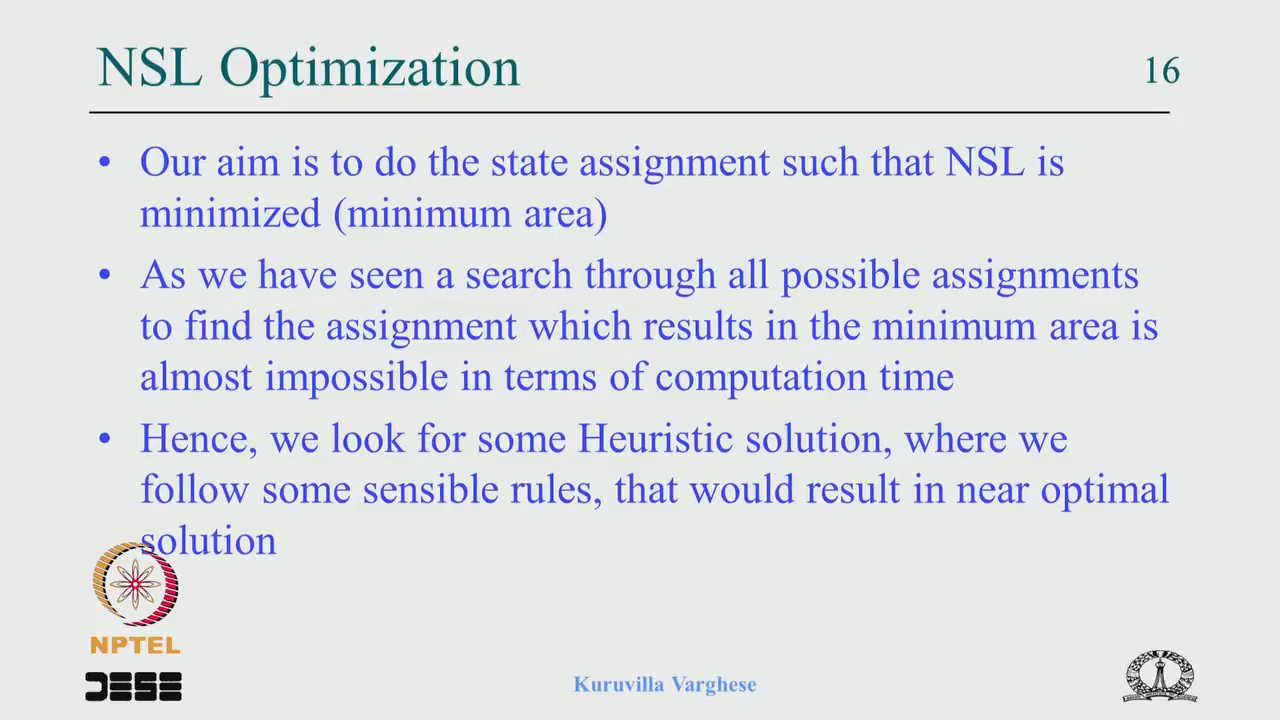 NSL Optimization
16
• Our aim is to do the state assignment such that NSL is
minimized (minimum area)
• As we have seen a search through all possible assignments
to find the assignment which results in the minimum area is
almost impossible in terms of computation time
• Hence, we look for some Heuristic solution, where we
follow some sensible rules, that would result in near optimal
solution
NPTEL
DESE
Kuruvilla Varghese